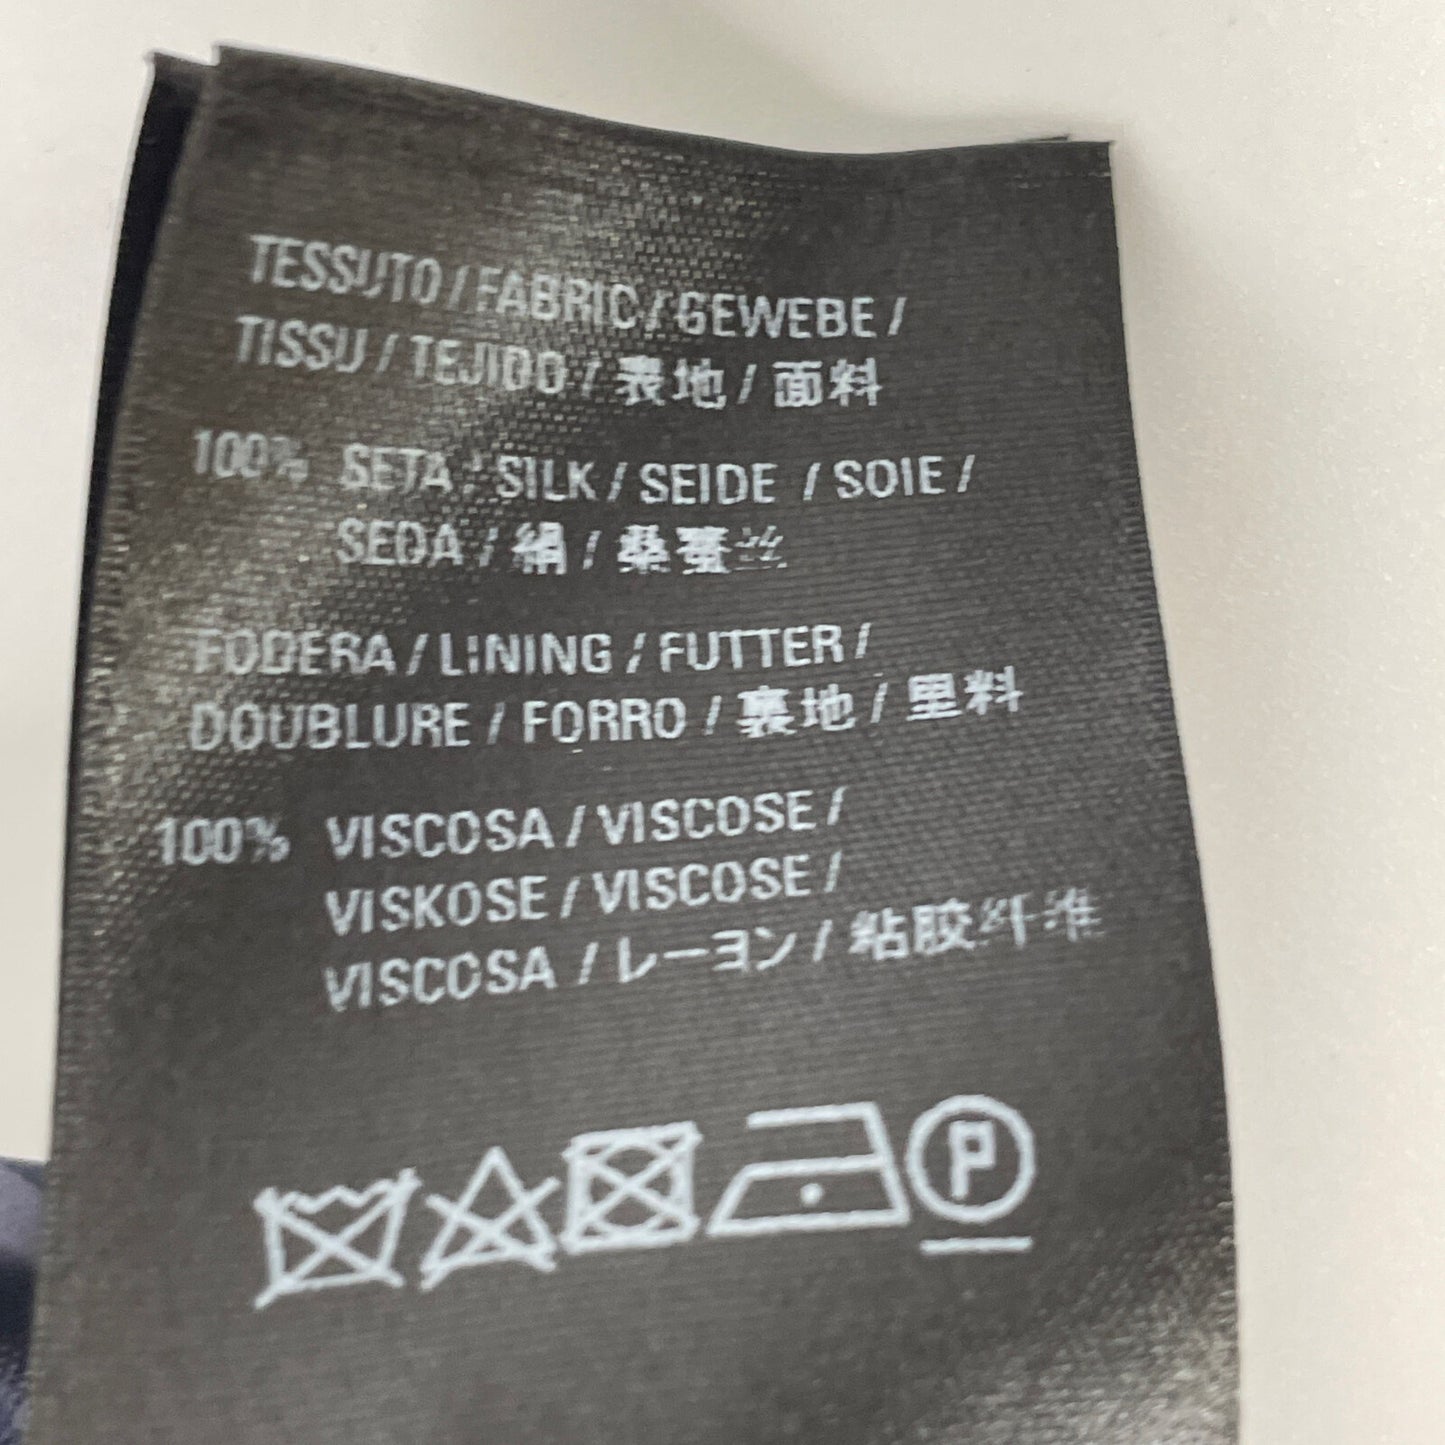 TESSUTO / FABRIC / GEWEBE /
TISSU / TEJIDO / 表地 / 面料
100% SETA / SILK / SEIDE / SOIE /
SEDA / 絹 / 桑蚕丝
FODERA / LINING / FUTTER /
DOUBLURE / FORRO / 裏地 / 里料
100% VISCOSA / VISCOSE /
VISKOSE / VISCOSE /
VISCOSA / レーヨン / 粘胶纤维
P